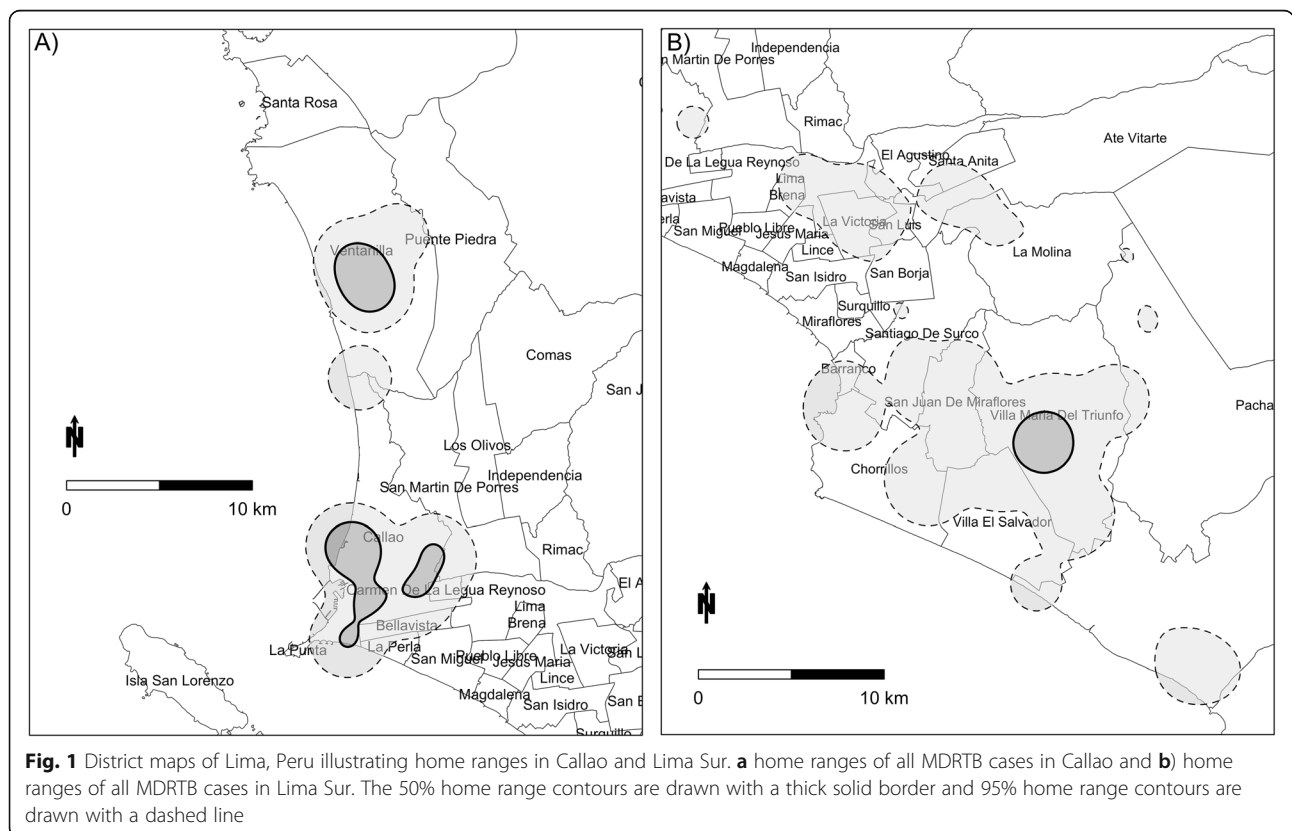 A)
Santa Rosa
Puente Piedra
Ventanilla
Comas
San J
Los Olivos
Independencia
San Martin De Porres
Callao
Rimac
Carmen De La Legua Reynoso
El A
Lima
Brena
Bellavista
La Punta
La Perla
San Miguel
Pueblo Libre
Jesus Maria
La Victoria
San L
Lince
Isla San Lorenzo
Magdalena
San Isidro
San B
Surquillo
N
0 10 km
B)
Independencia
n Martin De Porres
Rimac
Ate Vitarte
El Agustino
Santa Anita
De La Legua Reynoso
Lima
Brena
avista
erla
La Victoria
San Luis
San Miguel
Pueblo Libre
Jesus Maria
Lince
La Molina
Magdalena
San Isidro
San Borja
Surquillo
Miraflores
Santiago De Surco
Barranco
San Juan De Miraflores
Villa Maria Del Triunfo
Pacha
Chorrillos
Villa El Salvador
N
0 10 km
Fig. 1 District maps of Lima, Peru illustrating home ranges in Callao and Lima Sur. a home ranges of all MDRTB cases in Callao and b) home
ranges of all MDRTB cases in Lima Sur. The 50% home range contours are drawn with a thick solid border and 95% home range contours are
drawn with a dashed line